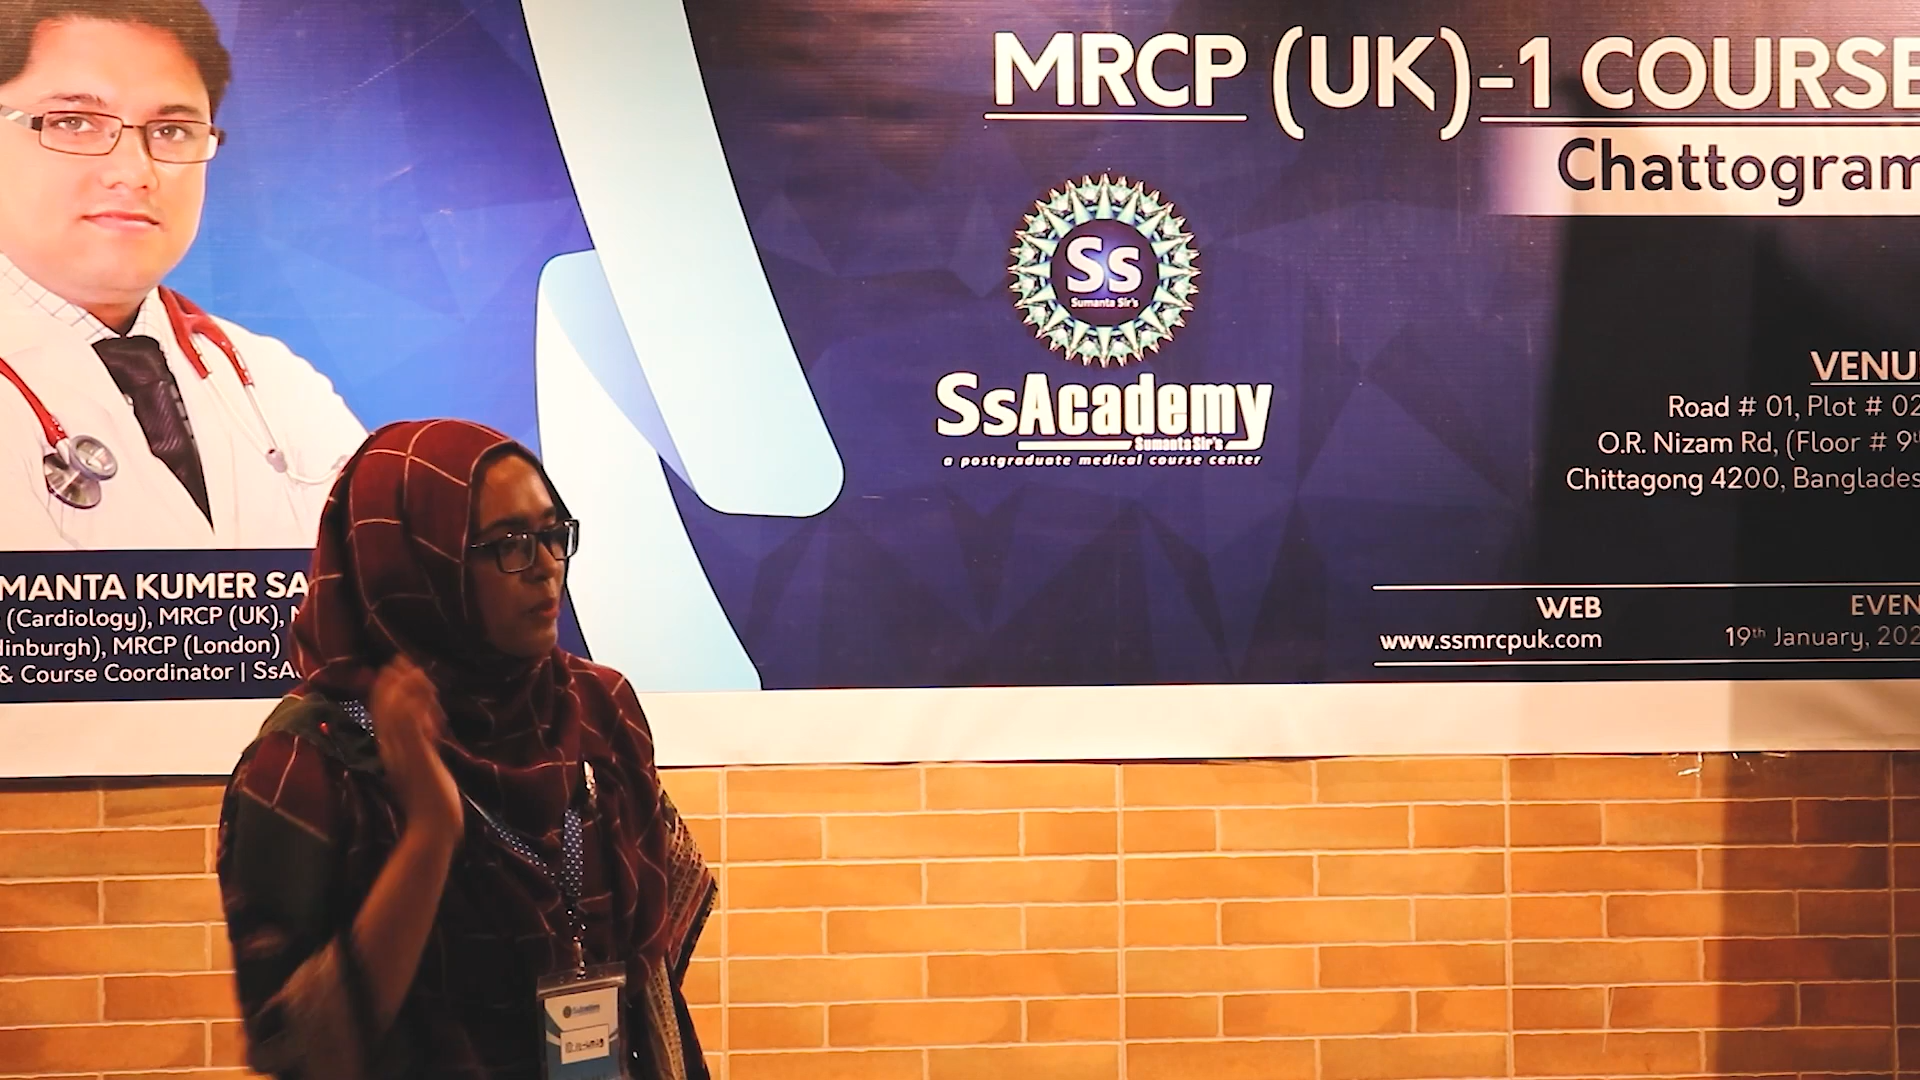 MRCP (UK)-1 COURSE
Chattogram
Ss
Sumanta Sir's
SsAcademy
Sumanta Sir's
a postgraduate medical course center
VENU
Road # 01, Plot # 02
O.R. Nizam Rd, (Floor # 9th
Chittagong 4200, Banglades
MANTA KUMER SA
(Cardiology), MRCP (UK),
dinburgh), MRCP (London)
& Course Coordinator | SsA
WEB
www.ssmrcpuk.com
EVEN
19th January, 202